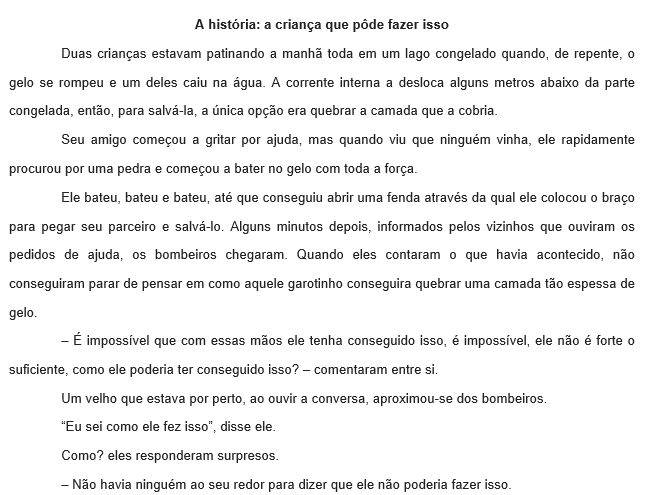 A história: a criança que pôde fazer isso
Duas crianças estavam patinando a manhã toda em um lago congelado quando, de repente, o
gelo se rompeu e um deles caiu na água. A corrente interna a desloca alguns metros abaixo da parte
congelada, então, para salvá-la, a única opção era quebrar a camada que a cobria.
Seu amigo começou a gritar por ajuda, mas quando viu que ninguém vinha, ele rapidamente
procurou por uma pedra e começou a bater no gelo com toda a força.
Ele bateu, bateu e bateu, até que conseguiu abrir uma fenda através da qual ele colocou o braço
para pegar seu parceiro e salvá-lo. Alguns minutos depois, informados pelos vizinhos que ouviram os
pedidos de ajuda, os bombeiros chegaram. Quando eles contaram o que havia acontecido, não
conseguiram parar de pensar em como aquele garotinho conseguira quebrar uma camada tão espessa de
gelo.
– É impossível que com essas mãos ele tenha conseguido isso, é impossível, ele não é forte o
suficiente, como ele poderia ter conseguido isso? – comentaram entre si.
Um velho que estava por perto, ao ouvir a conversa, aproximou-se dos bombeiros.
“Eu sei como ele fez isso”, disse ele.
Como? eles responderam surpresos.
– Não havia ninguém ao seu redor para dizer que ele não poderia fazer isso.